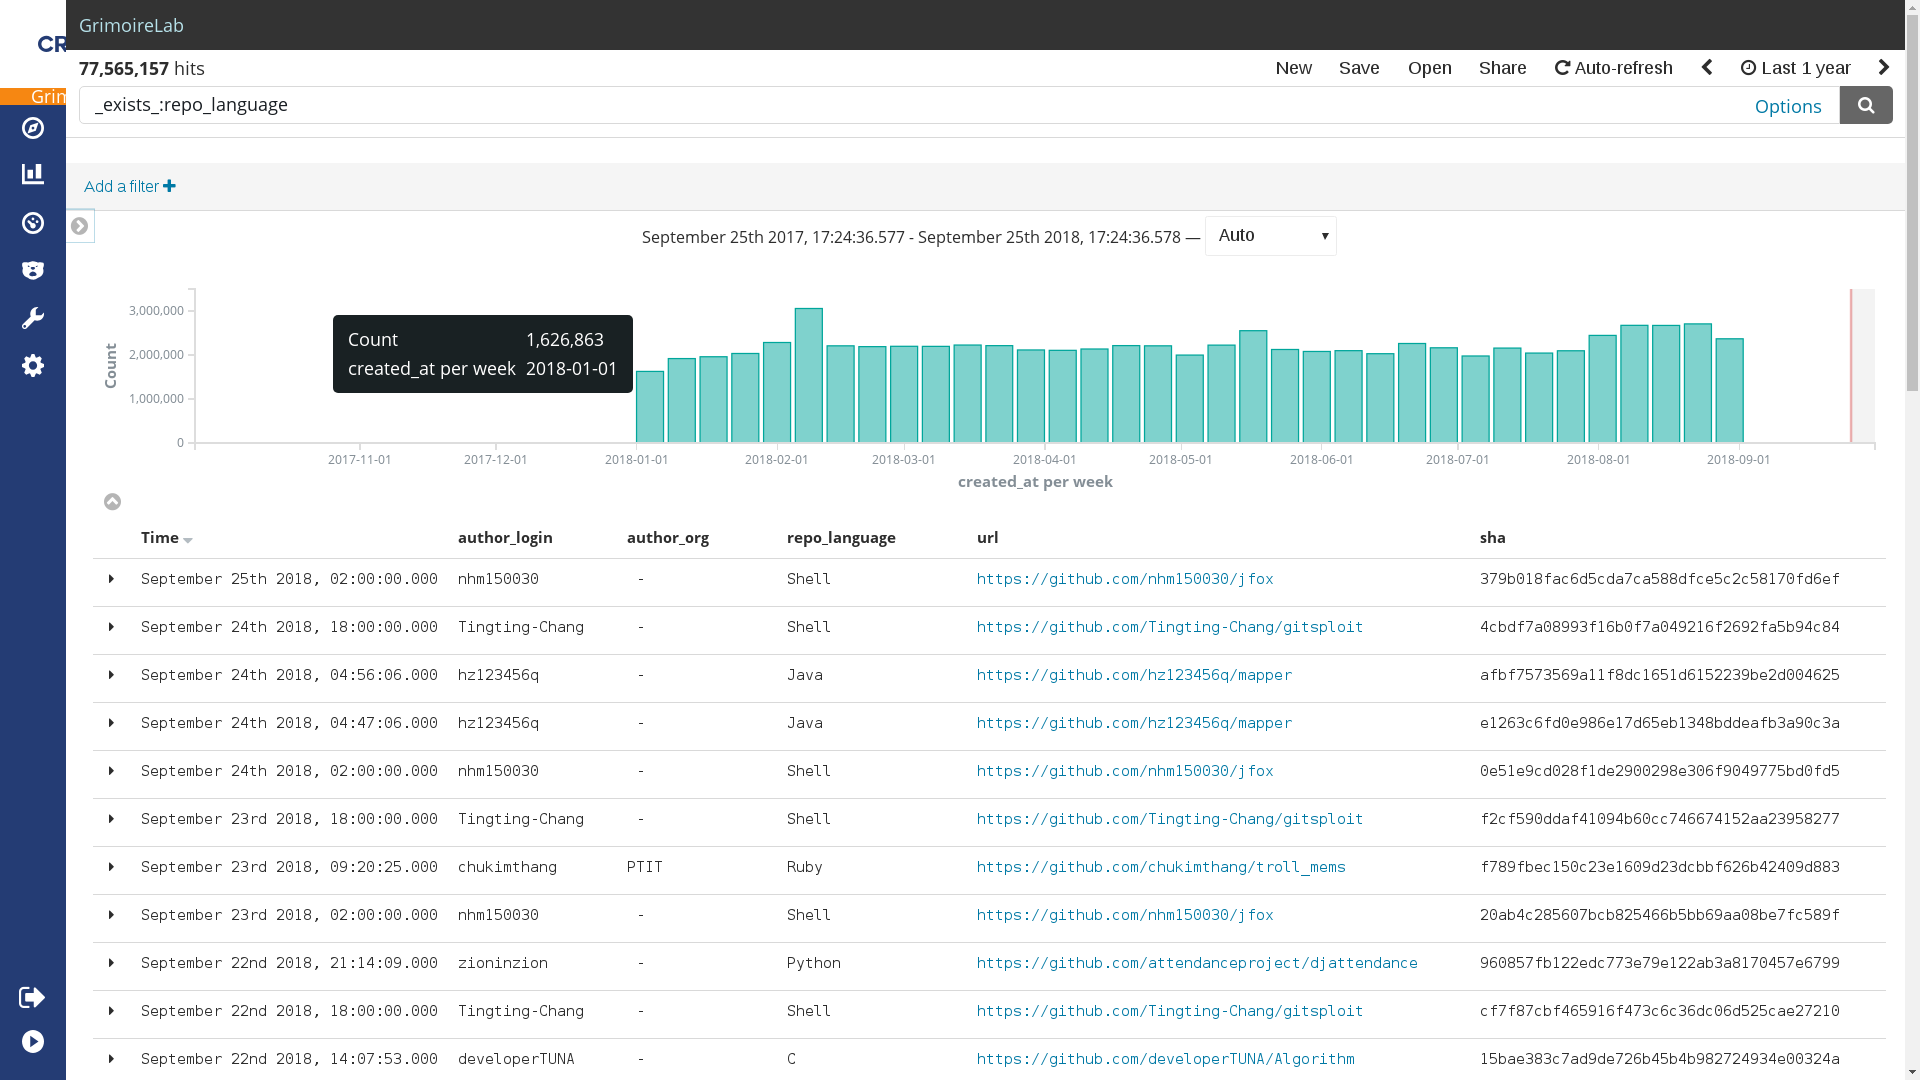 GrimoireLab
CR
77,565,157 hits
New Save Open Share Auto-refresh Last 1 year
Grim
_exists_:repo_language
Options
Add a filter
September 25th 2017, 17:24:36.577 - September 25th 2018, 17:24:36.578 — Auto
3,000,000
2,000,000
1,000,000
0
Count
Count 1,626,863
created_at per week 2018-01-01
2017-11-01 2017-12-01 2018-01-01 2018-02-01 2018-03-01 2018-04-01 2018-05-01 2018-06-01 2018-07-01 2018-08-01 2018-09-01
created_at per week
Time author_login author_org repo_language url sha
September 25th 2018, 02:00:00.000 nhm150030 - Shell https://github.com/nhm150030/jfox 379b018fac6d5cda7ca588dfce5c2c58170fd6ef
September 24th 2018, 18:00:00.000 Tingting-Chang - Shell https://github.com/Tingting-Chang/gitsploit 4cbdf7a08993f16b0f7a049216f2692fa5b94c84
September 24th 2018, 04:56:06.000 hz123456q - Java https://github.com/hz123456q/mapper afbf7573569a11f8dc1651d6152239be2d004625
September 24th 2018, 04:47:06.000 hz123456q - Java https://github.com/hz123456q/mapper e1263c6fd0e986e17d65eb1348bddeafb3a90c3a
September 24th 2018, 02:00:00.000 nhm150030 - Shell https://github.com/nhm150030/jfox 0e51e9cd028f1de2900298e306f9049775bd0fd5
September 23rd 2018, 18:00:00.000 Tingting-Chang - Shell https://github.com/Tingting-Chang/gitsploit f2cf590ddaf41094b60cc746674152aa23958277
September 23rd 2018, 09:20:25.000 chukimthang PTIT Ruby https://github.com/chukimthang/troll_mems f789fbec150c23e1609d23dcbbf626b42409d883
September 23rd 2018, 02:00:00.000 nhm150030 - Shell https://github.com/nhm150030/jfox 20ab4c285607bcb825466b5bb69aa08be7fc589f
September 22nd 2018, 21:14:09.000 zioninzion - Python https://github.com/attendanceproject/djattendance 960857fb122edc773e79e122ab3a8170457e6799
September 22nd 2018, 18:00:00.000 Tingting-Chang - Shell https://github.com/Tingting-Chang/gitsploit cf7f87cbf465916f473c6c36dc06d525cae27210
September 22nd 2018, 14:07:53.000 developerTUNA - C https://github.com/developerTUNA/Algorithm 15bae383c7ad9de726b45b4b982724934e00324a